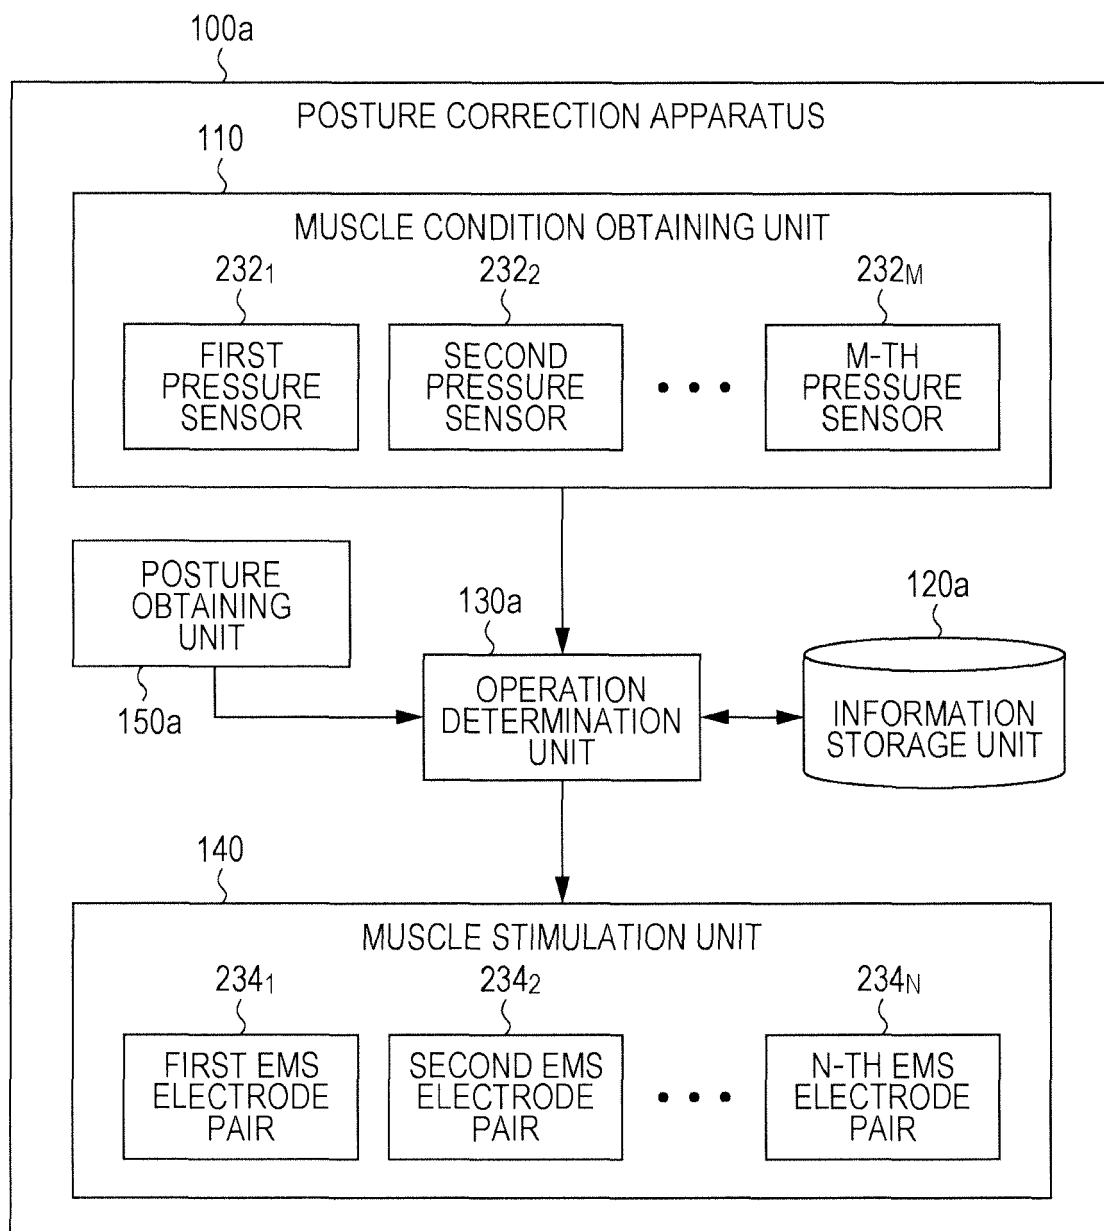 100a
POSTURE CORRECTION APPARATUS
110
MUSCLE CONDITION OBTAINING UNIT
232₁
232₂
232M
FIRST
PRESSURE
SENSOR
SECOND
PRESSURE
SENSOR
M-TH
PRESSURE
SENSOR
POSTURE
OBTAINING
UNIT
150a
130a
OPERATION
DETERMINATION
UNIT
120a
INFORMATION
STORAGE UNIT
140
MUSCLE STIMULATION UNIT
234₁
234₂
234N
FIRST EMS
ELECTRODE
PAIR
SECOND EMS
ELECTRODE
PAIR
N-TH EMS
ELECTRODE
PAIR